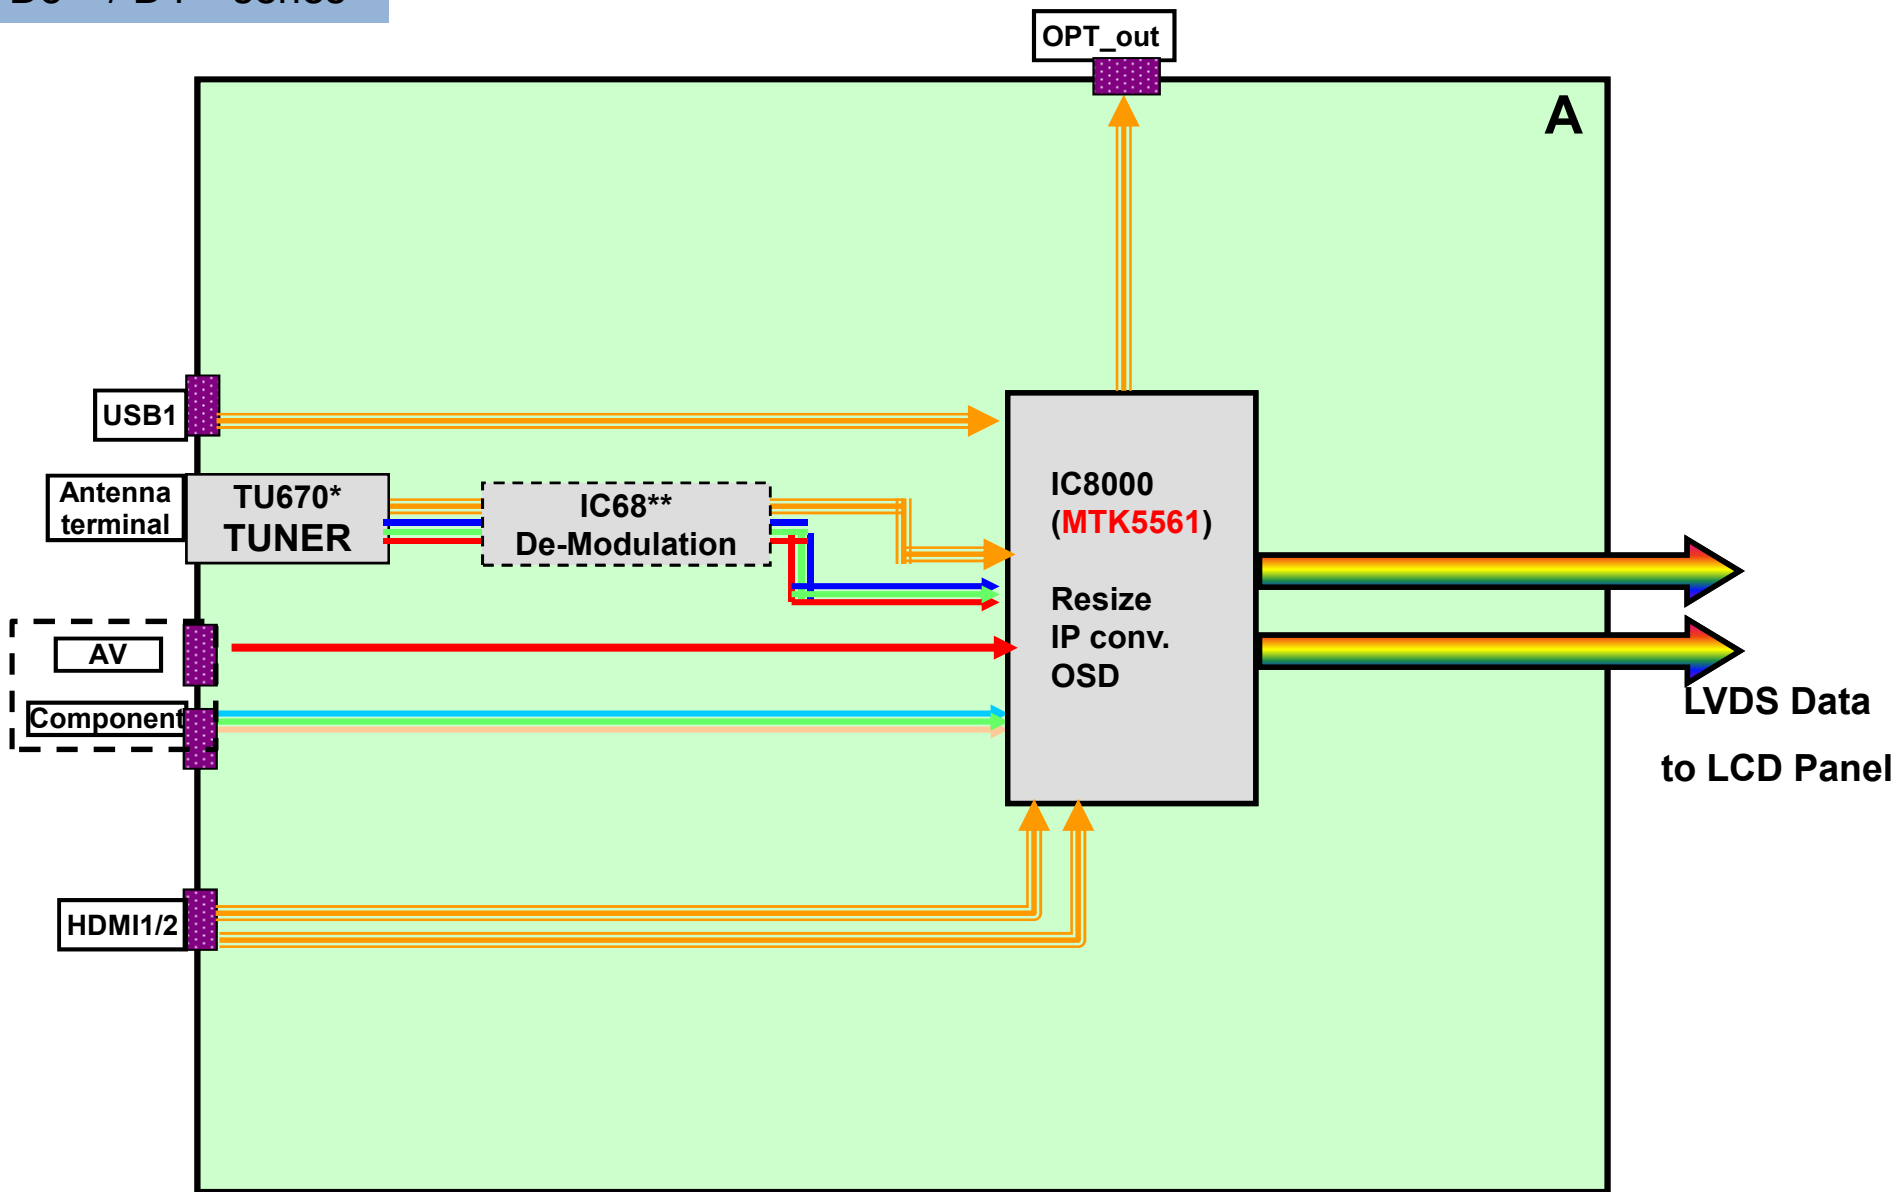 series
OPT_out
A
USB1
Antenna
terminal
TU670*
TUNER
IC68**
De-Modulation
IC8000
(MTK5561)
Resize
IP conv.
OSD
AV
Component
LVDS Data
to LCD Panel
HDMI1/2